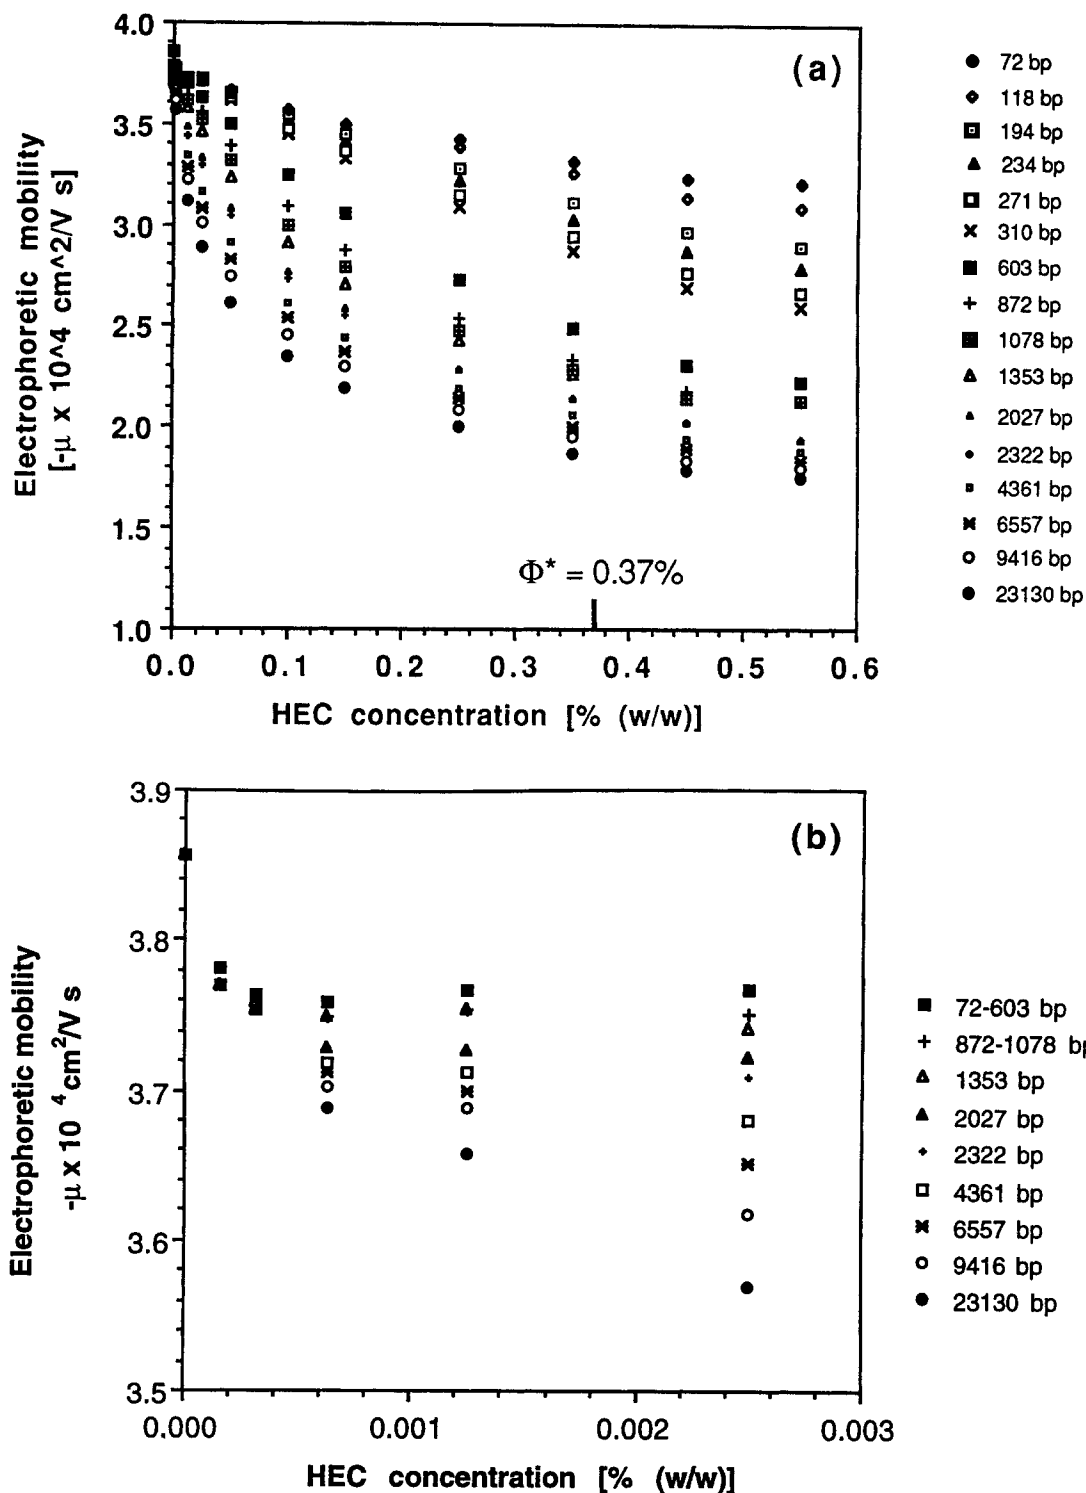 (a)
4.0
3.5
3.0
2.5
2.0
1.5
1.0
Electrophoretic mobility
[-μ x 10^4 cm^2/V s]
Φ* = 0.37%
0.0 0.1 0.2 0.3 0.4 0.5 0.6
HEC concentration [% (w/w)]
72 bp
118 bp
194 bp
234 bp
271 bp
310 bp
603 bp
872 bp
1078 bp
1353 bp
2027 bp
2322 bp
4361 bp
6557 bp
9416 bp
23130 bp
(b)
3.9
3.8
3.7
3.6
3.5
Electrophoretic mobility
-μ x 10 4 cm2/V s
0.000 0.001 0.002 0.003
HEC concentration [% (w/w)]
72-603 bp
872-1078 bp
1353 bp
2027 bp
2322 bp
4361 bp
6557 bp
9416 bp
23130 bp